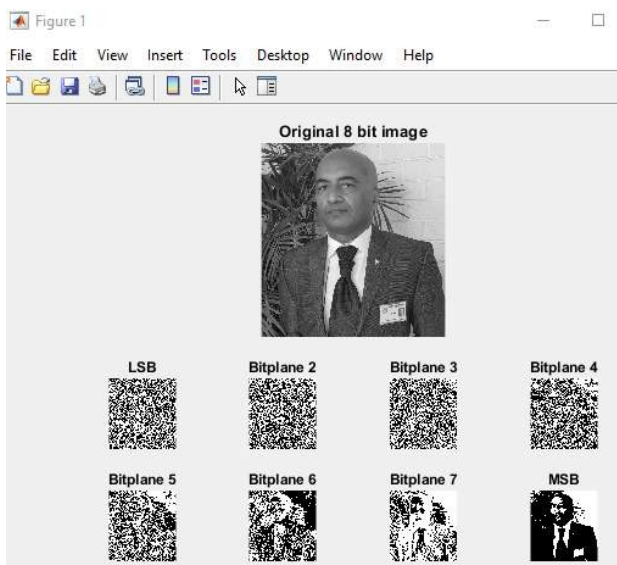 Figure 1
File Edit View Insert Tools Desktop Window Help
Original 8 bit image
LSB Bitplane 2 Bitplane 3 Bitplane 4
Bitplane 5 Bitplane 6 Bitplane 7 MSB